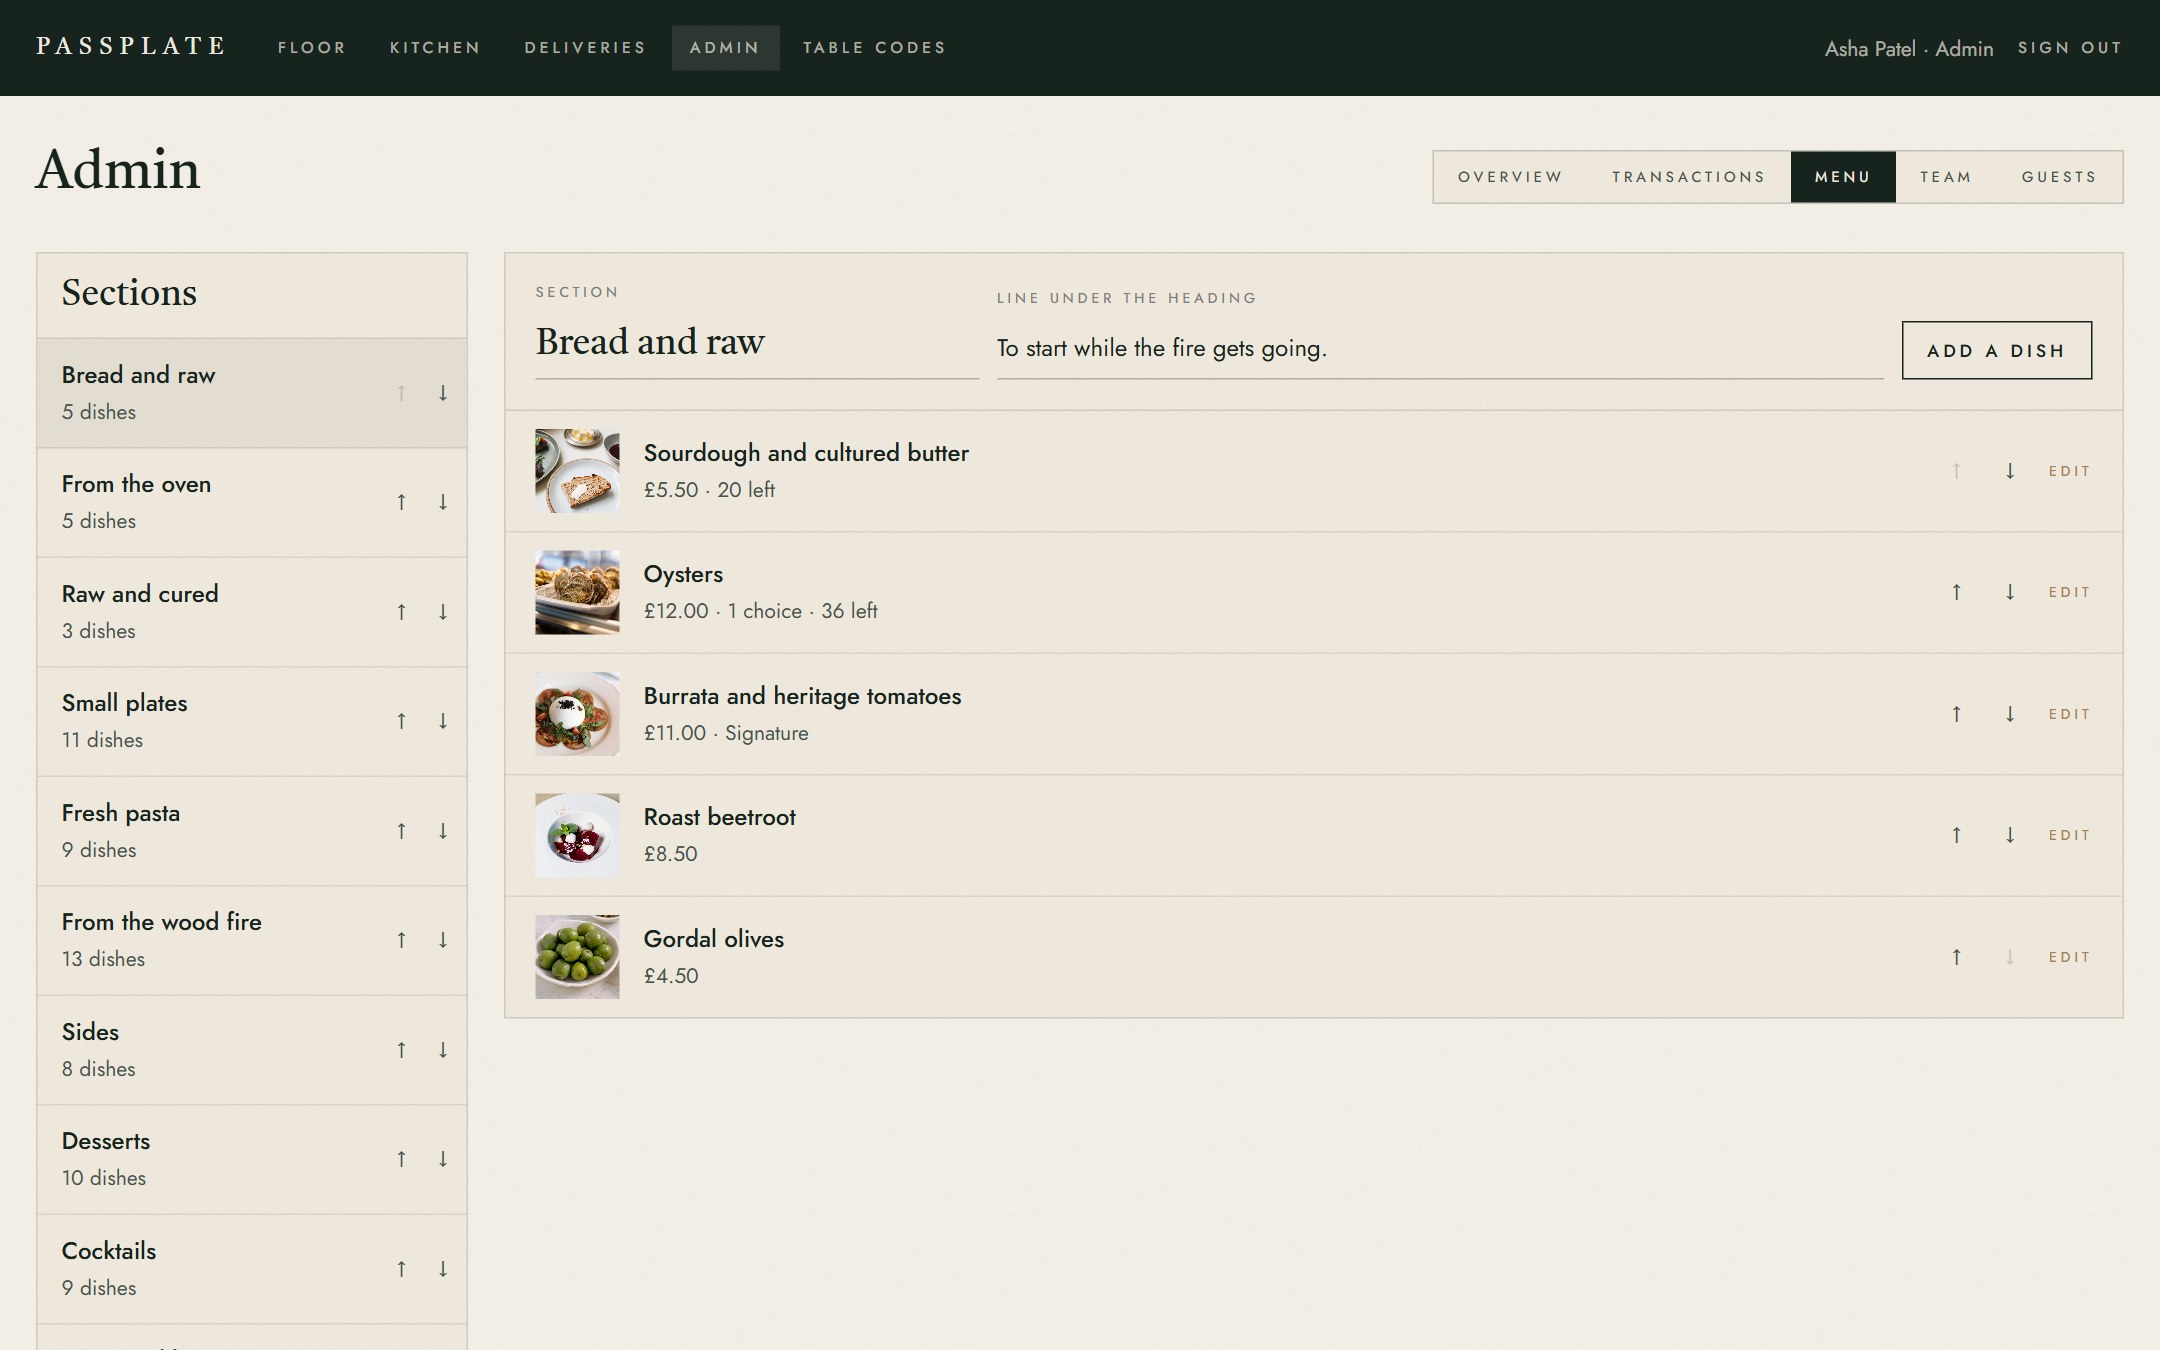 PASSPLATE FLOOR KITCHEN DELIVERIES ADMIN TABLE CODES Asha Patel · Admin SIGN OUT
Admin
OVERVIEW TRANSACTIONS MENU TEAM GUESTS
Sections
Bread and raw
5 dishes
↑ ↓
From the oven
5 dishes
↑ ↓
Raw and cured
3 dishes
↑ ↓
Small plates
11 dishes
↑ ↓
Fresh pasta
9 dishes
↑ ↓
From the wood fire
13 dishes
↑ ↓
Sides
8 dishes
↑ ↓
Desserts
10 dishes
↑ ↓
Cocktails
9 dishes
↑ ↓
SECTION
Bread and raw
LINE UNDER THE HEADING
To start while the fire gets going.
ADD A DISH
Sourdough and cultured butter
£5.50 · 20 left
↑ ↓ EDIT
Oysters
£12.00 · 1 choice · 36 left
↑ ↓ EDIT
Burrata and heritage tomatoes
£11.00 · Signature
↑ ↓ EDIT
Roast beetroot
£8.50
↑ ↓ EDIT
Gordal olives
£4.50
↑ ↓ EDIT